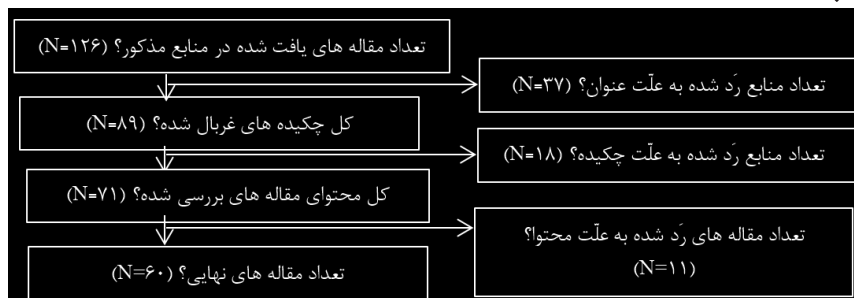 تعداد مقاله های یافت شده در منابع مذکور؟ (N=۱۲۶)
تعداد منابع رَد شده به علّت عنوان؟ (N=۳۷)
کل چکیده های غربال شده؟ (N=۸۹)
تعداد منابع رَد شده به علّت چکیده؟ (N=۱۸)
کل محتوای مقاله های بررسی شده؟ (N=۷۱)
تعداد مقاله های رَد شده به علّت محتوا؟
(N=۱۱)
تعداد مقاله های نهایی؟ (N=۶۰)